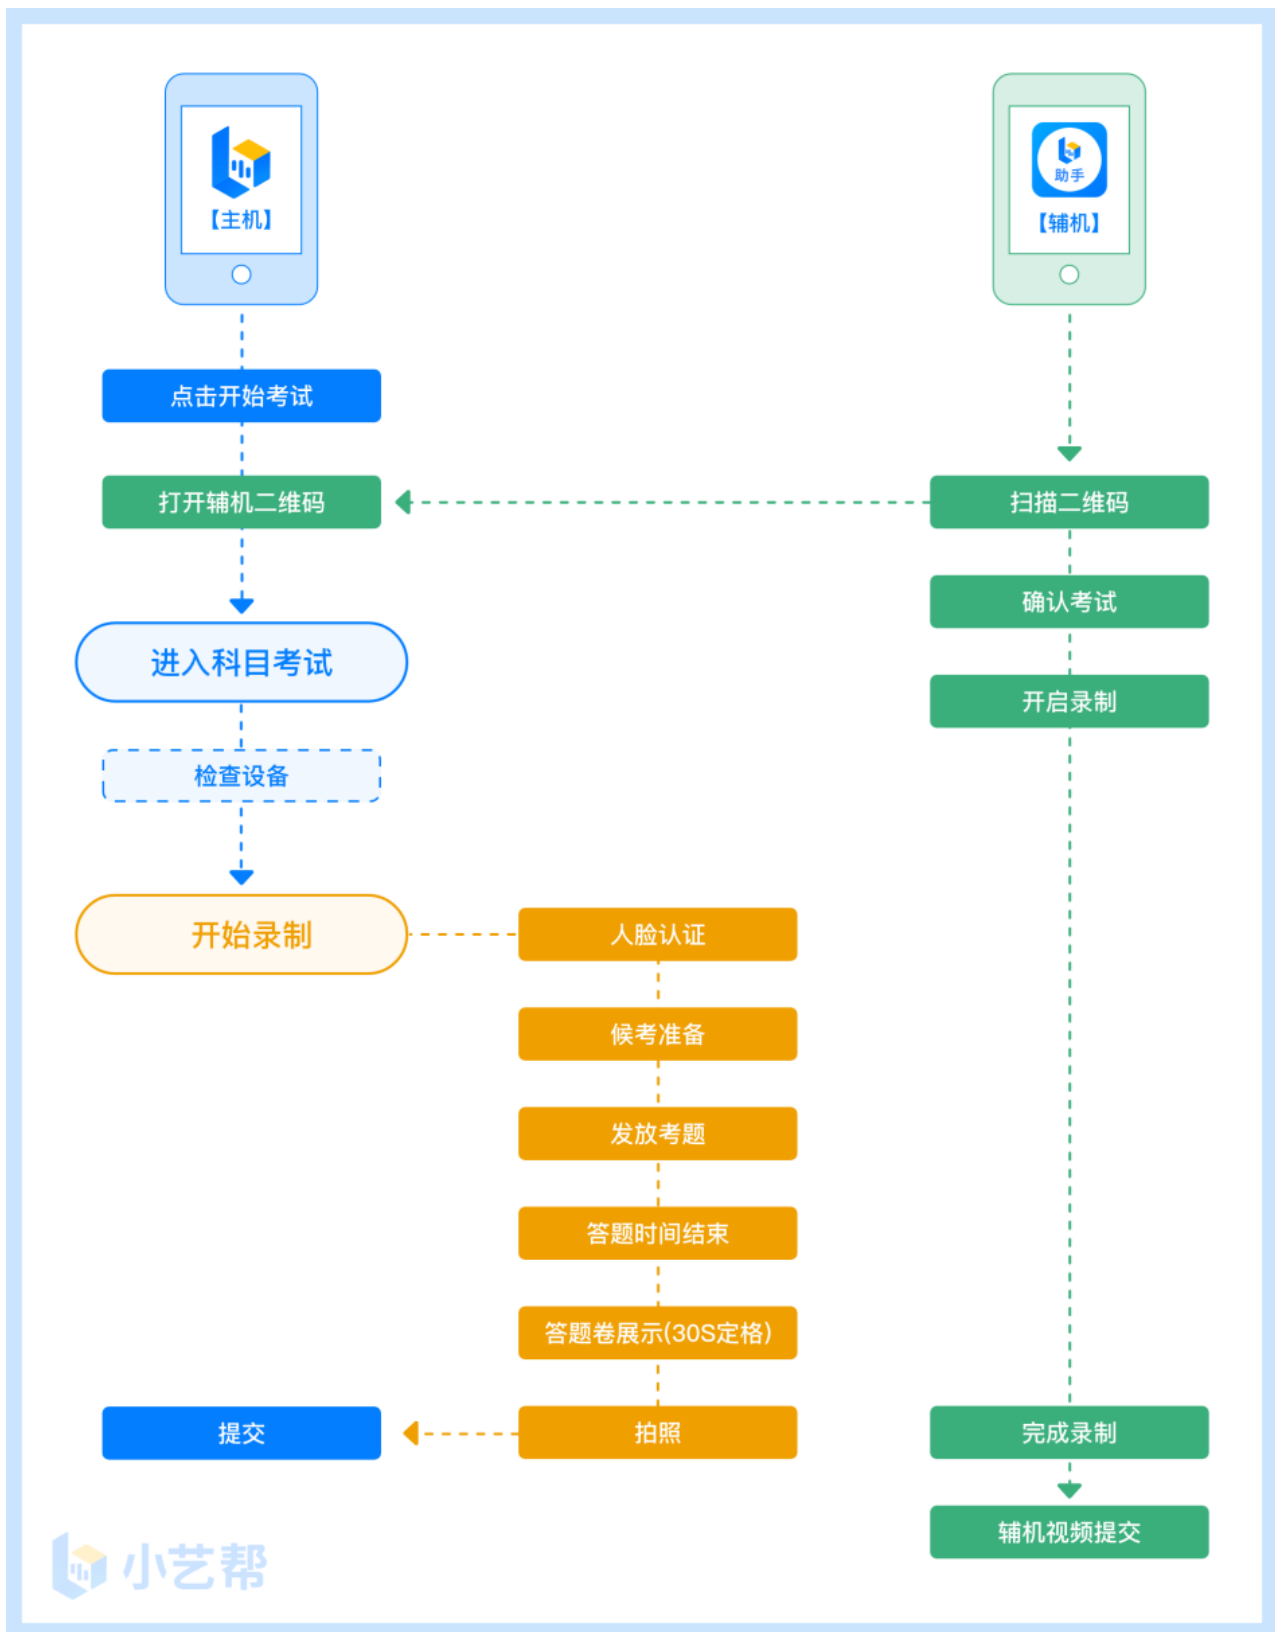 【主机】
助手
【辅机】
点击开始考试
打开辅机二维码
扫描二维码
确认考试
进入科目考试
开启录制
检查设备
开始录制
人脸认证
候考准备
发放考题
答题时间结束
答题卷展示(30S定格)
提交
拍照
完成录制
辅机视频提交
小艺帮